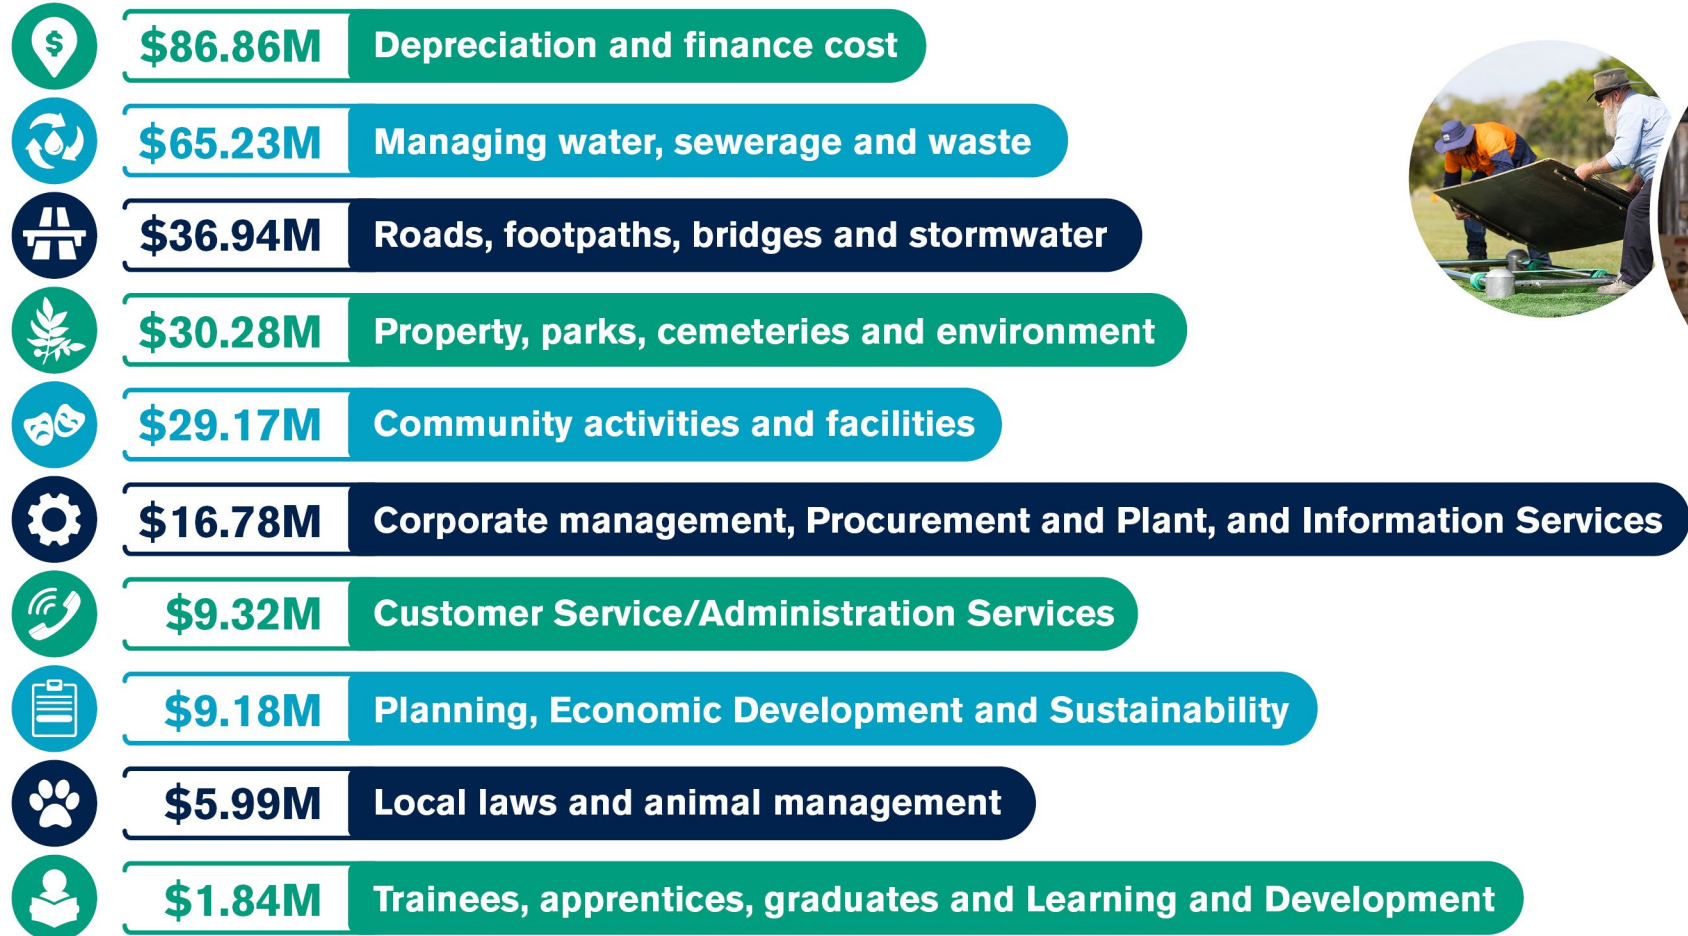 $86.86M Depreciation and finance cost
$65.23M Managing water, sewerage and waste
$36.94M Roads, footpaths, bridges and stormwater
$30.28M Property, parks, cemeteries and environment
$29.17M Community activities and facilities
$16.78M Corporate management, Procurement and Plant, and Information Services
$9.32M Customer Service/Administration Services
$9.18M Planning, Economic Development and Sustainability
$5.99M Local laws and animal management
$1.84M Trainees, apprentices, graduates and Learning and Development